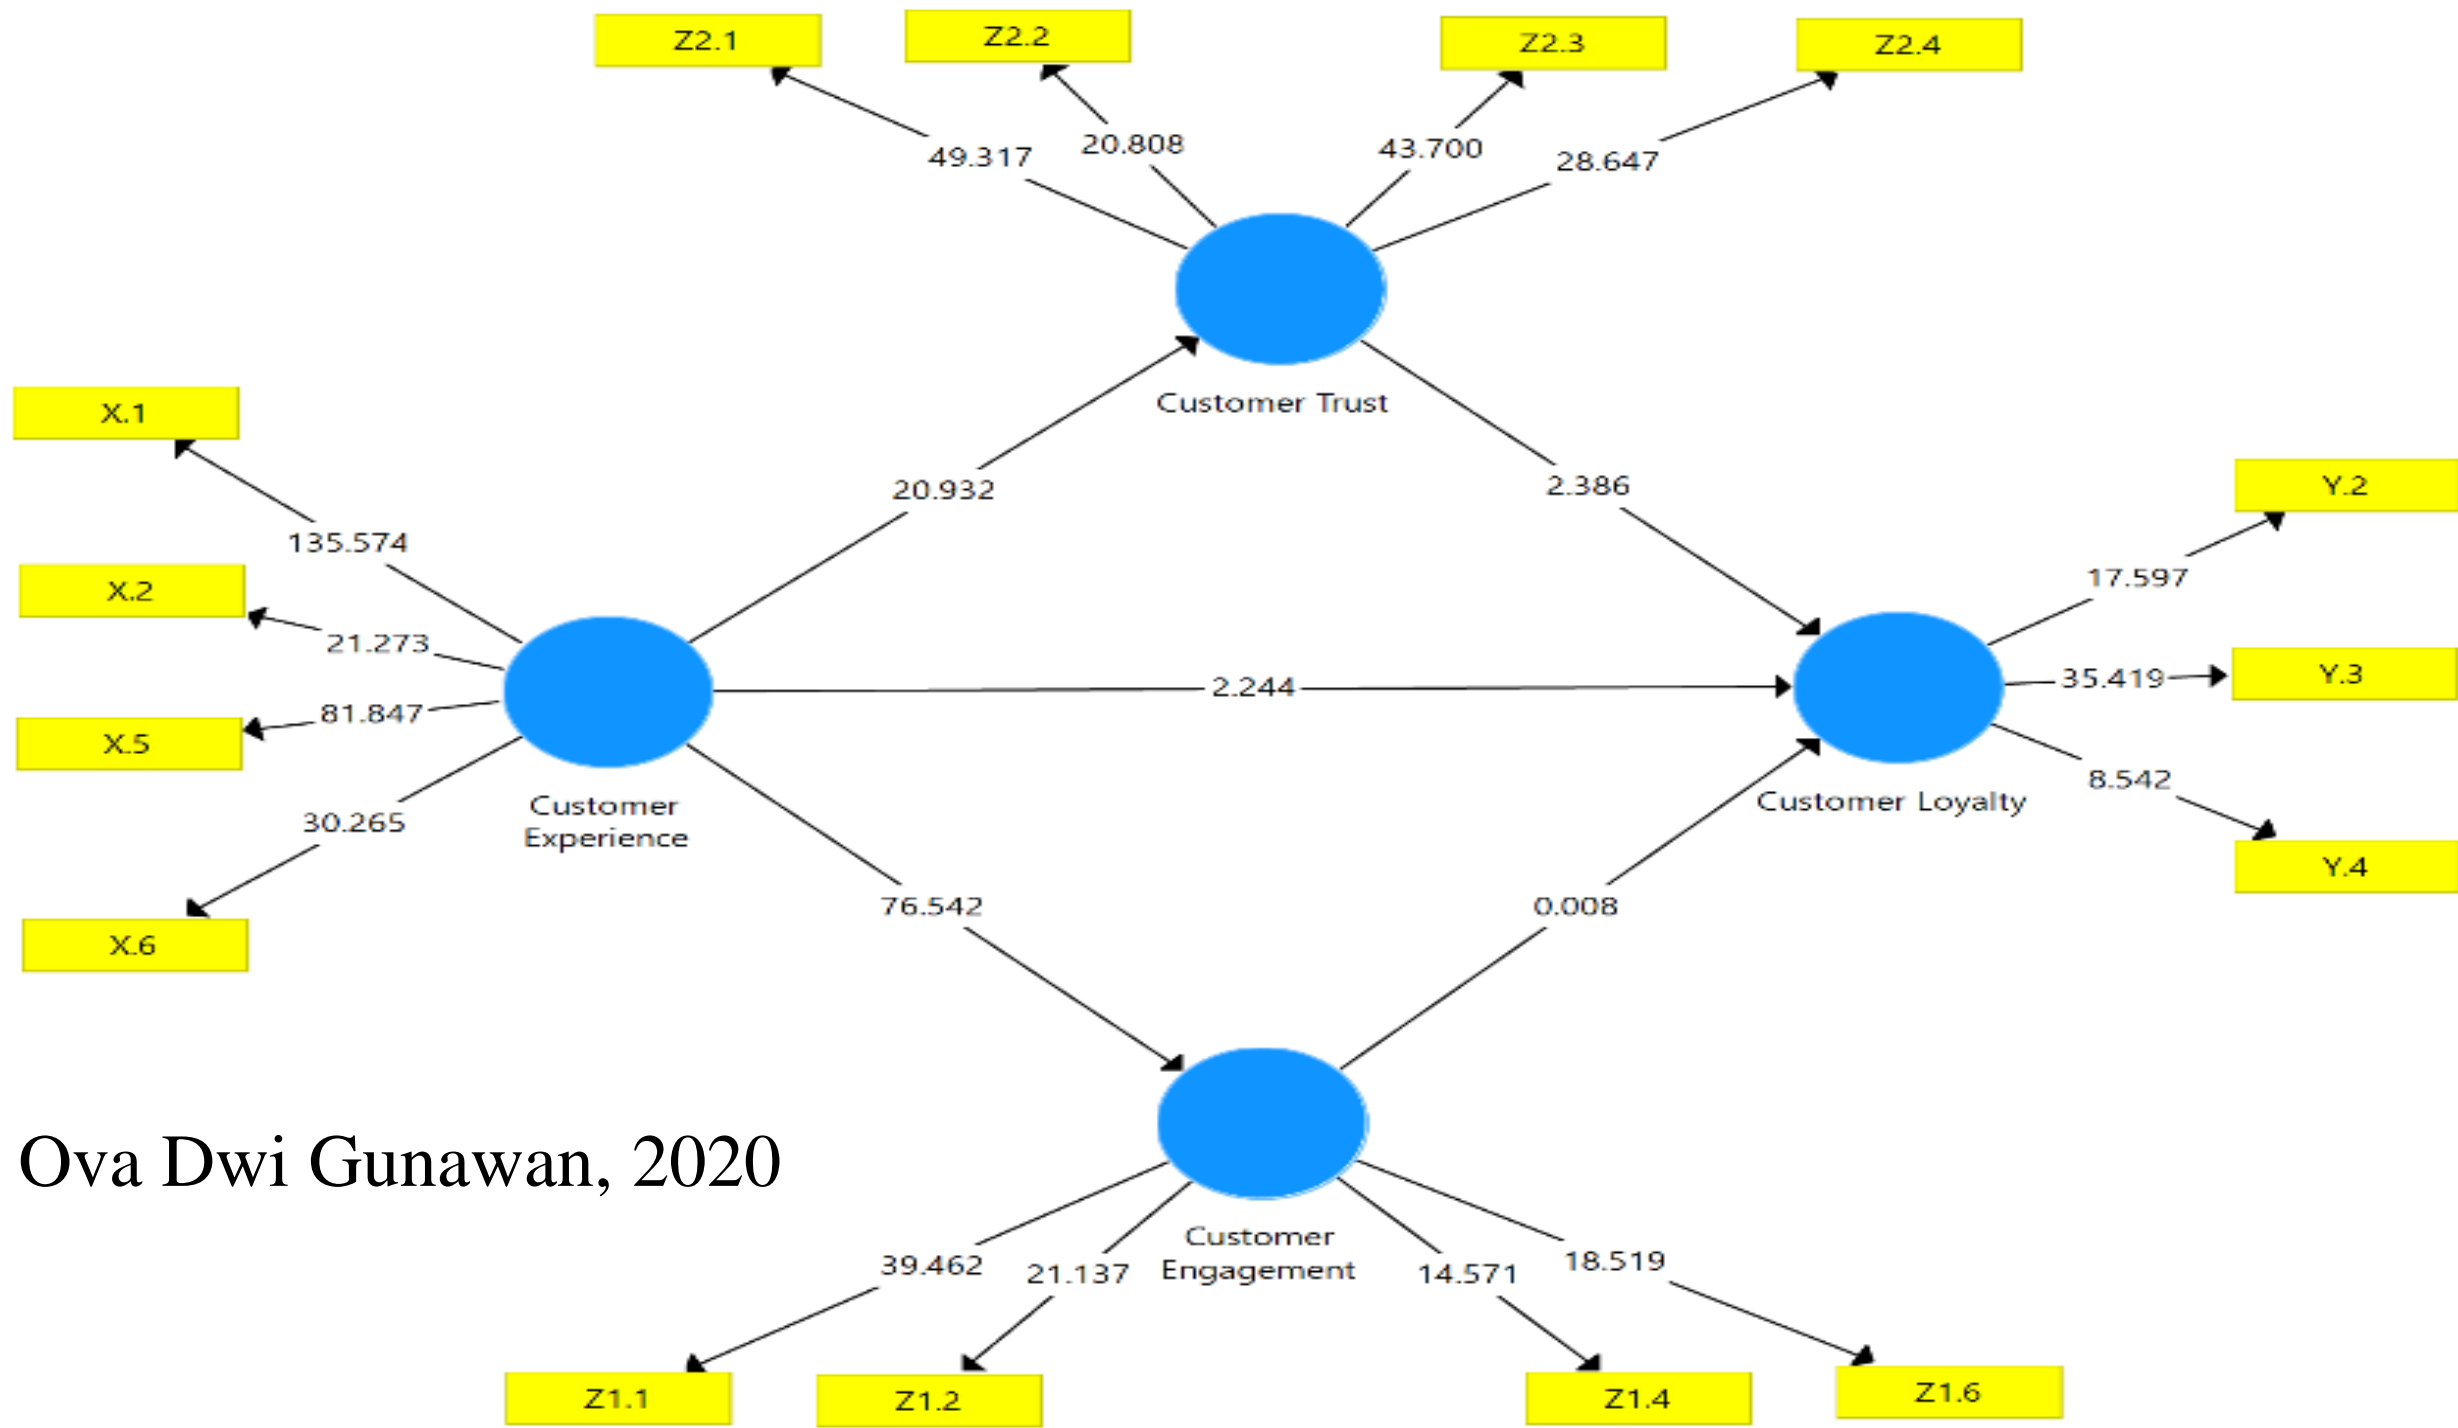 Z2.1
Z2.2
Z2.3
Z2.4
49.317
20.808
43.700
28.647
Customer Trust
X.1
X.2
X.5
X.6
135.574
21.273
81.847
30.265
Customer
Experience
20.932
2.386
2.244
76.542
0.008
Customer Loyalty
17.597
35.419
8.542
Y.2
Y.3
Y.4
Ova Dwi Gunawan, 2020
Customer
Engagement
39.462
21.137
14.571
18.519
Z1.1
Z1.2
Z1.4
Z1.6